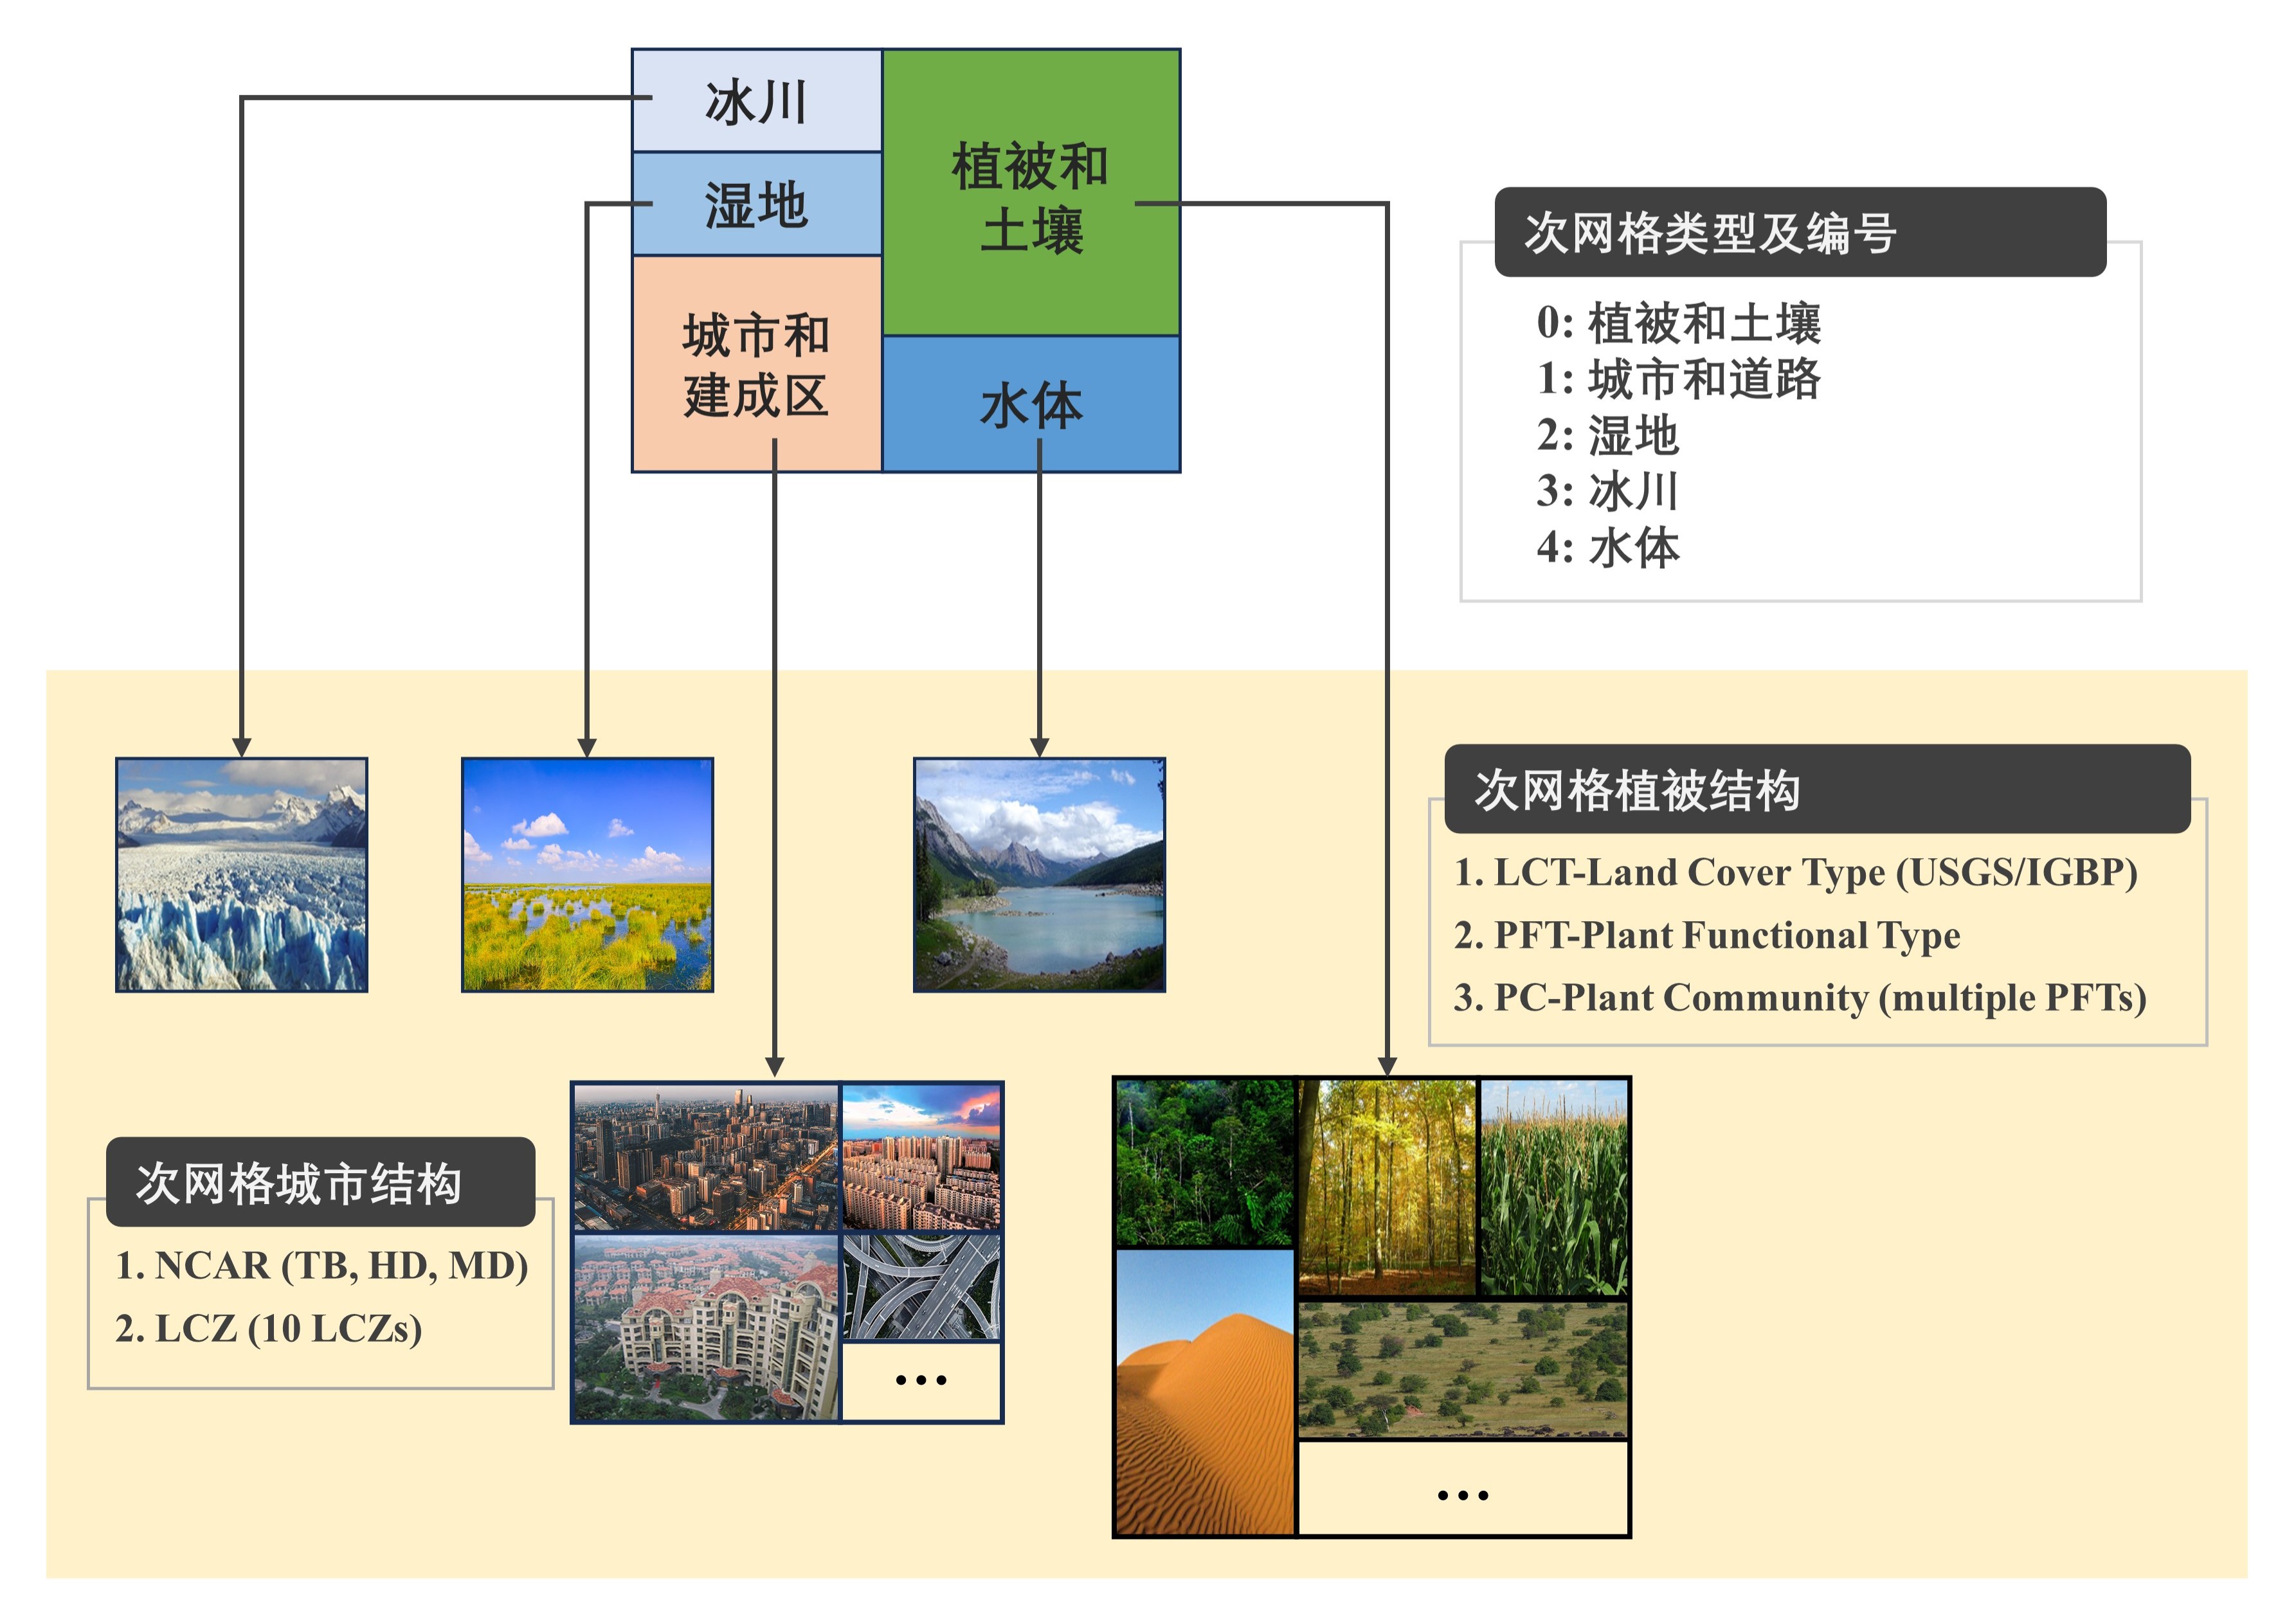 冰川
湿地
城市和
建成区
植被和
土壤
水体
次网格类型及编号
0: 植被和土壤
1: 城市和道路
2: 湿地
3: 冰川
4: 水体
次网格植被结构
1. LCT-Land Cover Type (USGS/IGBP)
2. PFT-Plant Functional Type
3. PC-Plant Community (multiple PFTs)
次网格城市结构
1. NCAR (TB, HD, MD)
2. LCZ (10 LCZs)
...
...